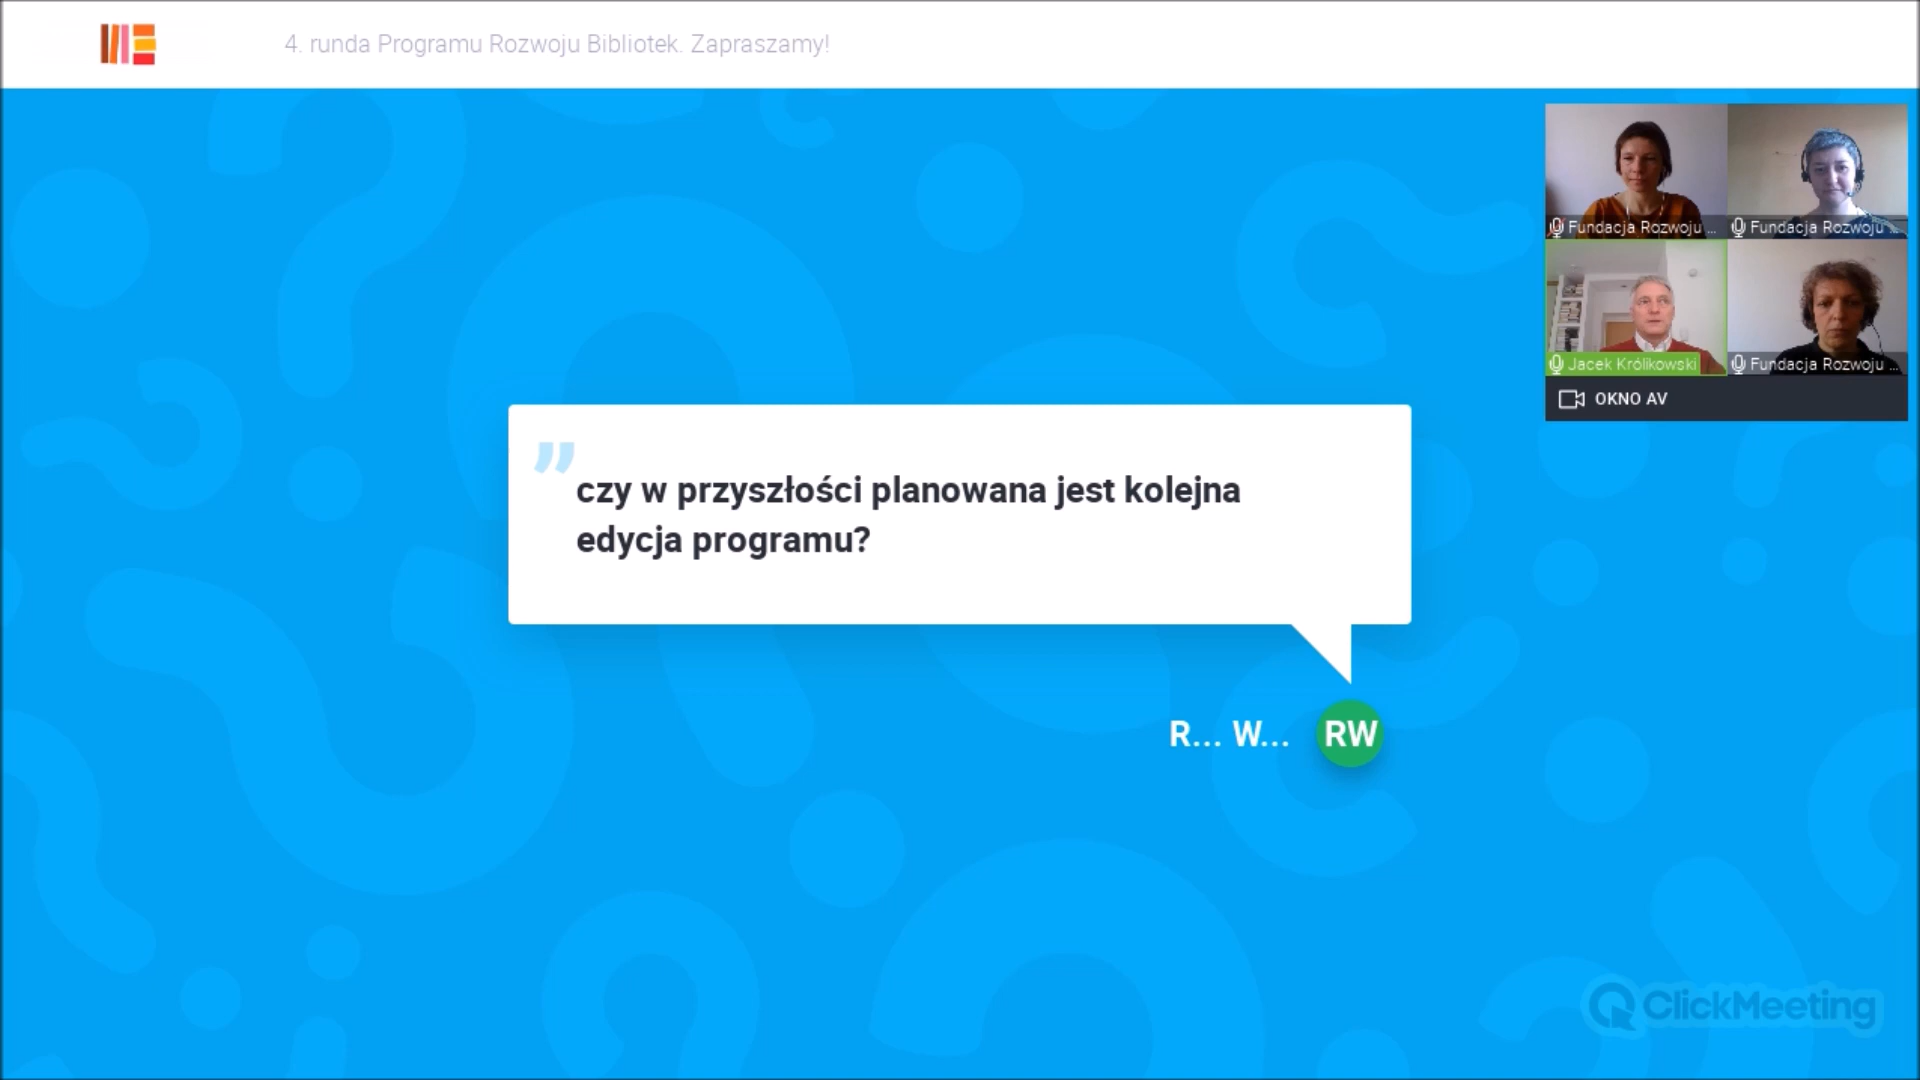 4. runda Programu Rozwoju Bibliotek. Zapraszamy!
Fundacja Rozwoju ...
Fundacja Rozwoju ...
Jacek Królikowski
Fundacja Rozwoju ...
OKNO AV
”
czy w przyszłości planowana jest kolejna
edycja programu?
R... W...
RW
ClickMeeting